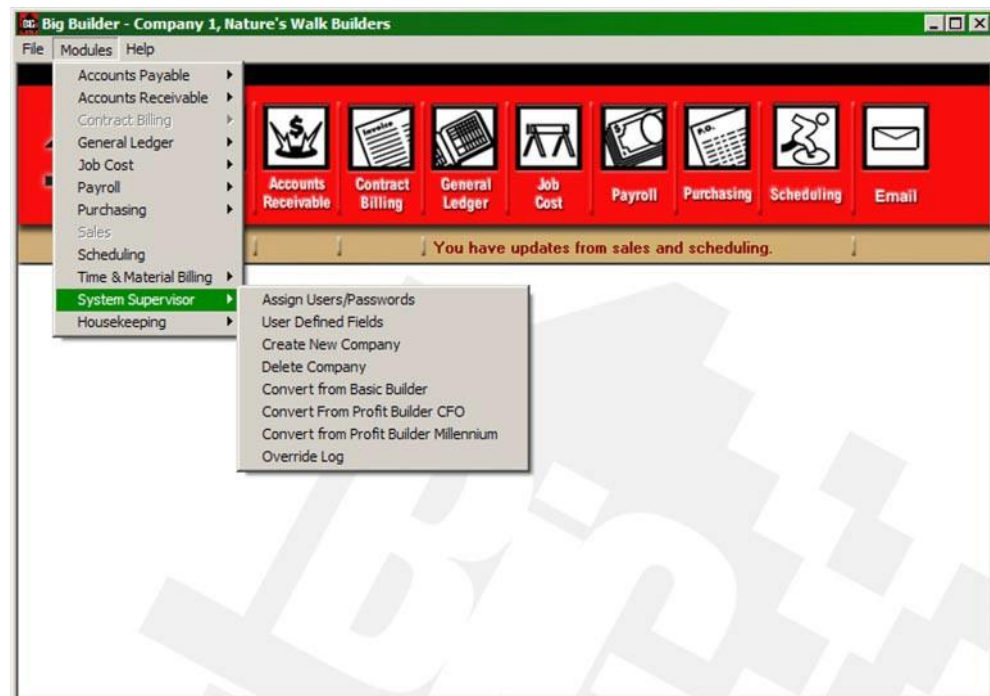 Big Builder - Company 1, Nature's Walk Builders
File Modules Help
Accounts Payable
Accounts Receivable
Contract Billing
General Ledger
Job Cost
Payroll
Purchasing
Sales
Scheduling
Time & Material Billing
System Supervisor
Housekeeping
Assign Users/Passwords
User Defined Fields
Create New Company
Delete Company
Convert from Basic Builder
Convert From Profit Builder CFO
Convert from Profit Builder Millennium
Override Log
Invoice
P.O.
Accounts Receivable
Contract Billing
General Ledger
Job Cost
Payroll
Purchasing
Scheduling
Email
You have updates from sales and scheduling.